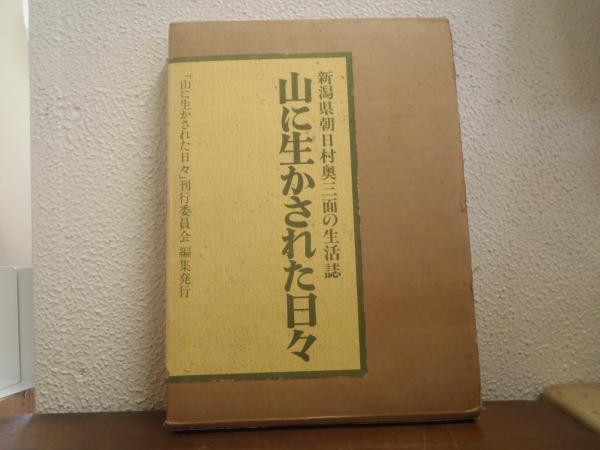 新潟県朝日村奥三面の生活誌
山に生かされた日々
「山に生かされた日々」刊行委員会 編集発行